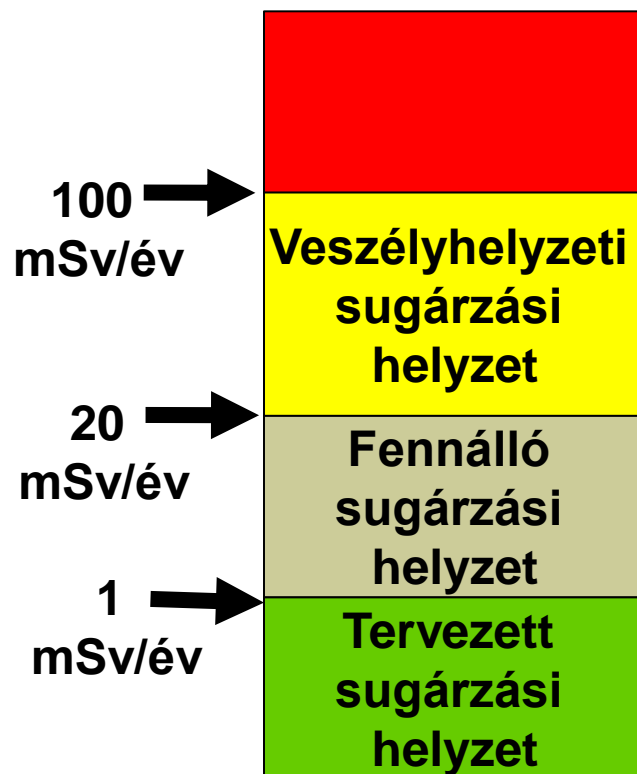 100
mSv/év
Veszélyhelyzeti
sugárzási
helyzet
20
mSv/év
Fennálló
sugárzási
helyzet
1
mSv/év
Tervezett
sugárzási
helyzet